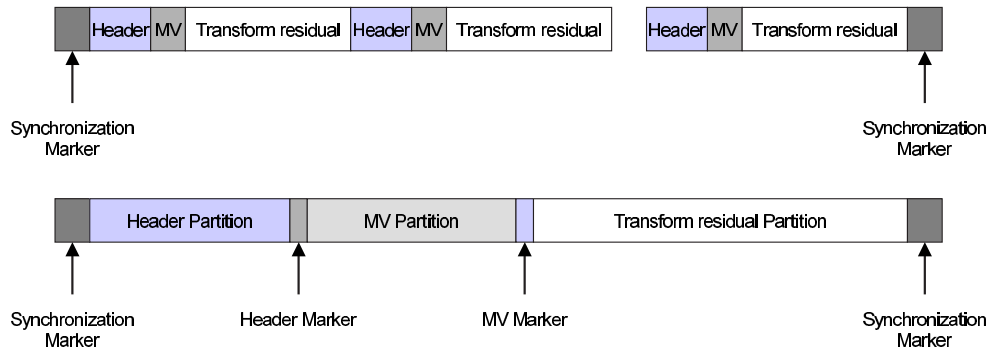 Header MV Transform residual Header MV Transform residual Header MV Transform residual
Synchronization Marker
Synchronization Marker
Header Partition MV Partition Transform residual Partition
Synchronization Marker
Header Marker
MV Marker
Synchronization Marker